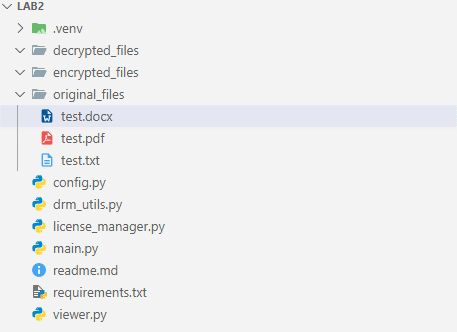 LAB2
.venv
decrypted_files
encrypted_files
original_files
test.docx
test.pdf
test.txt
config.py
drm_utils.py
license_manager.py
main.py
readme.md
requirements.txt
viewer.py